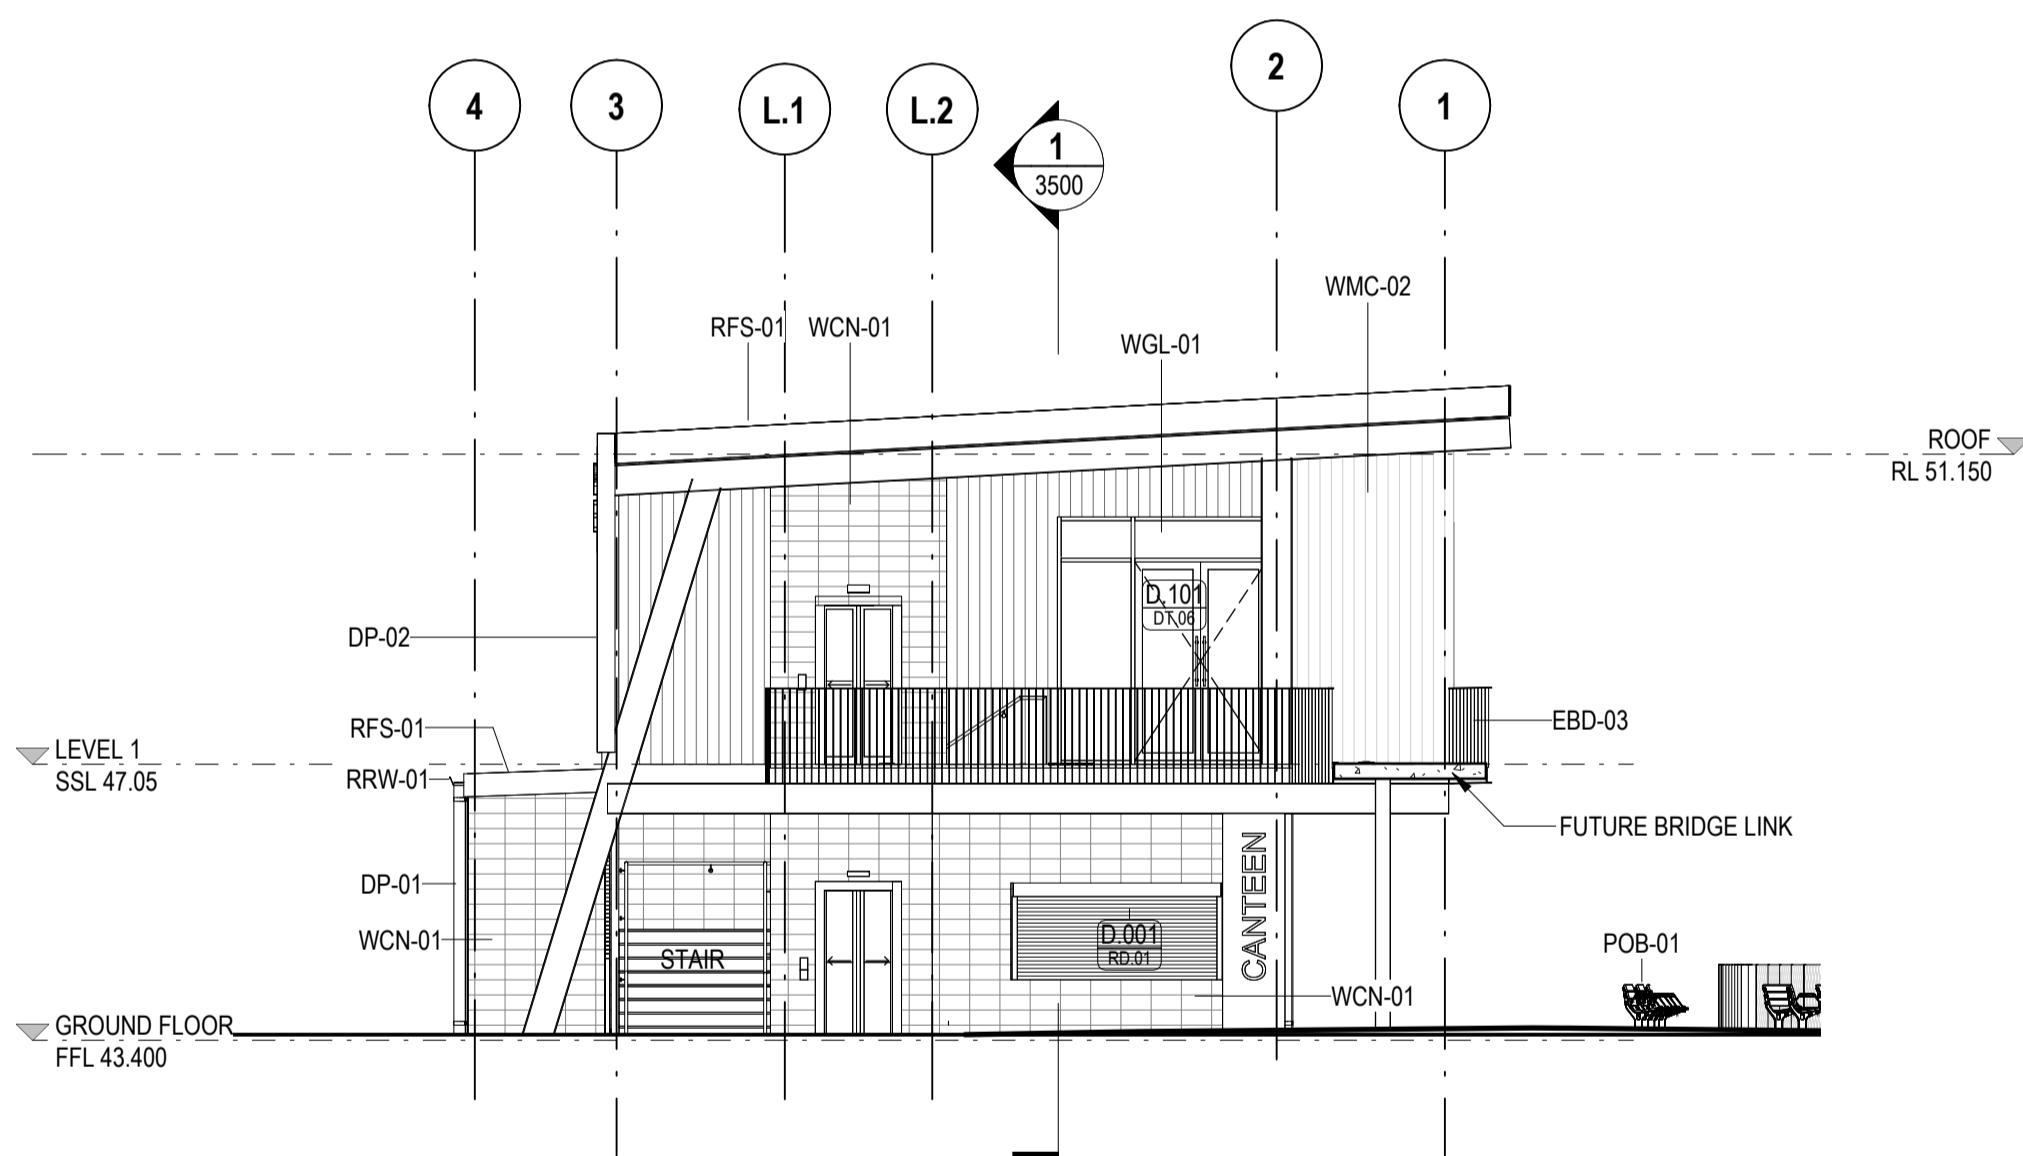 2
4
3
L.1
L.2
1
1
3500
WMC-02
RFS-01
WCN-01
WGL-01
ROOF
RL 51.150
D.101
DT.06
DP-02
RFS-01
EBD-03
LEVEL 1
SSL 47.05
RRW-01
FUTURE BRIDGE LINK
DP-01
CANTEEN
WCN-01
D.001
RD.01
STAIR
POB-01
WCN-01
GROUND FLOOR
FFL 43.400